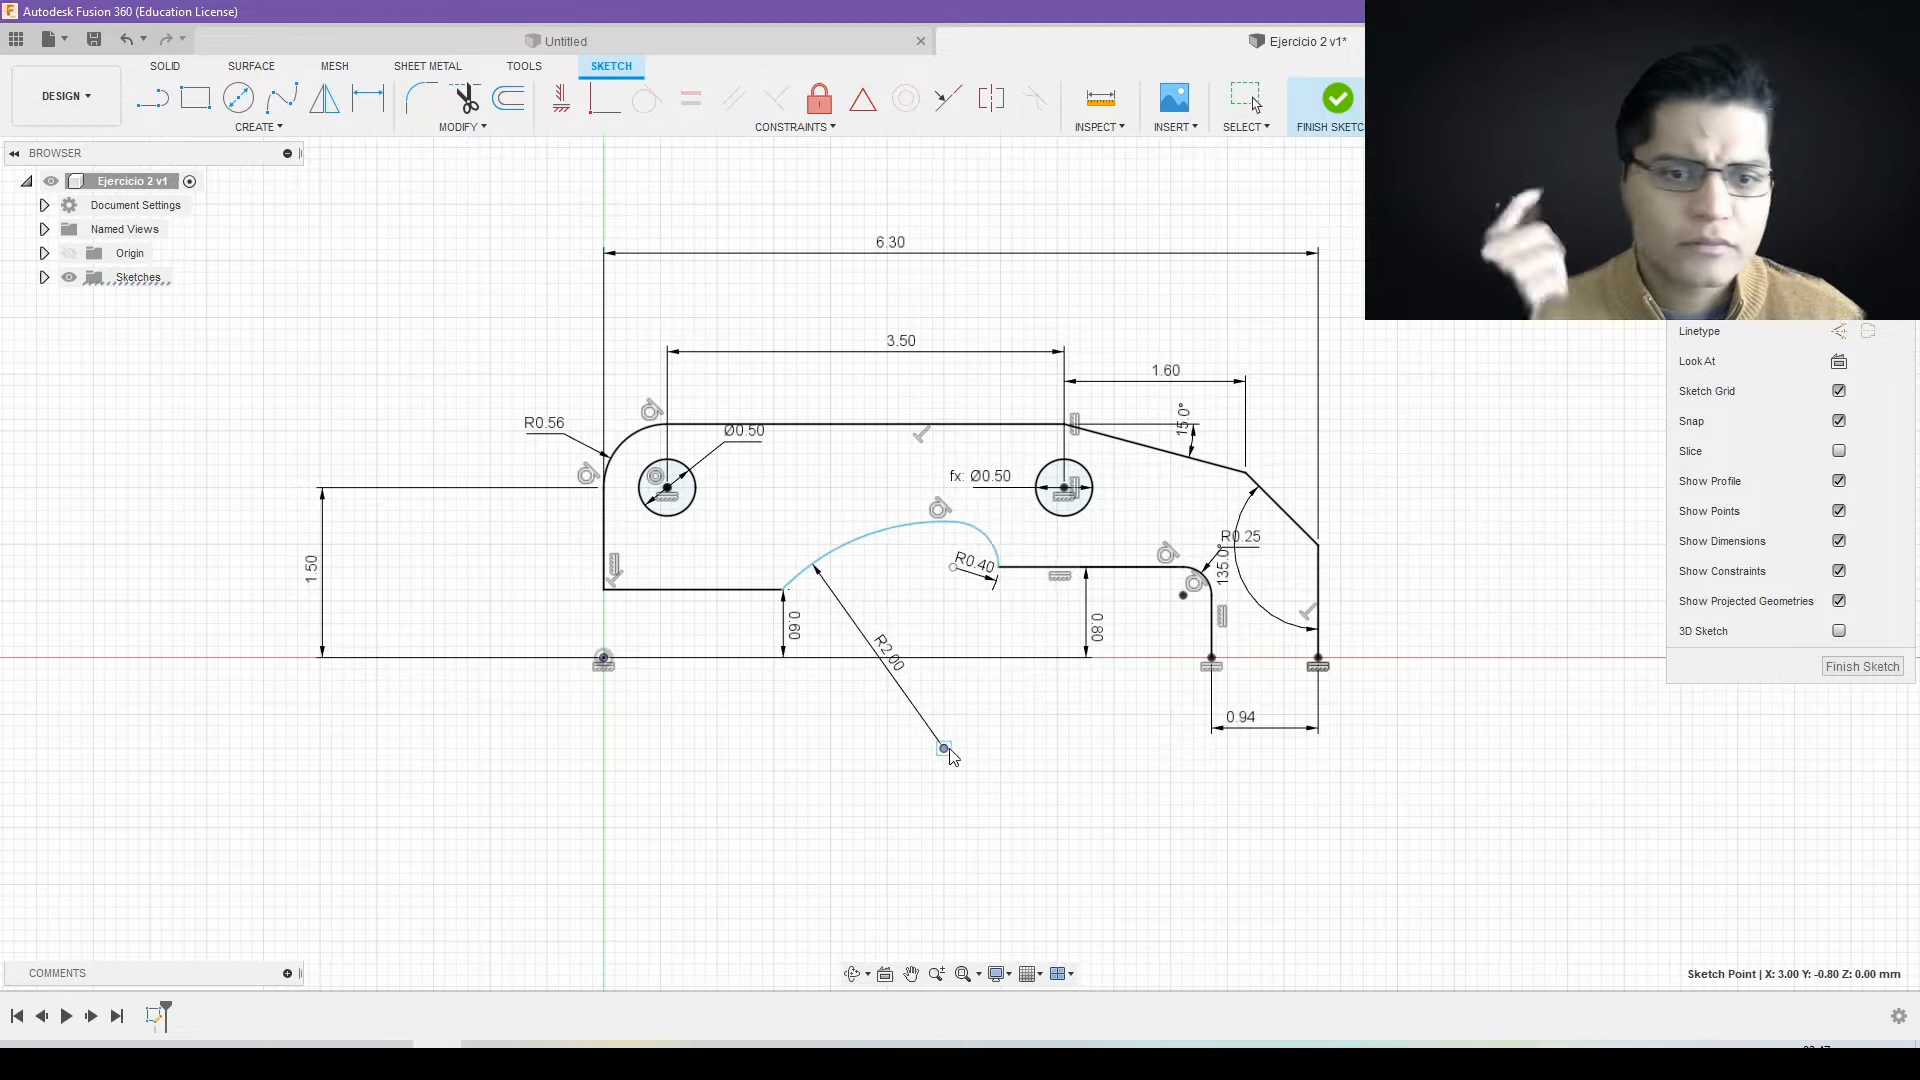 Autodesk Fusion 360 (Education License)
Untitled
Ejercicio 2 v1*
DESIGN
SOLID
SURFACE
MESH
SHEET METAL
TOOLS
SKETCH
CREATE
MODIFY
CONSTRAINTS
INSPECT
INSERT
SELECT
FINISH SKETC
BROWSER
Ejercicio 2 v1
Document Settings
Named Views
Origin
Sketches
6.30
3.50
1.60
15.0°
R0.56
Ø0.50
fx: Ø0.50
R0.40
R0.25
135.0°
1.50
0.60
0.80
R2.00
0.94
Linetype
Look At
Sketch Grid
Snap
Slice
Show Profile
Show Points
Show Dimensions
Show Constraints
Show Projected Geometries
3D Sketch
Finish Sketch
COMMENTS
Sketch Point | X: 3.00 Y: -0.80 Z: 0.00 mm